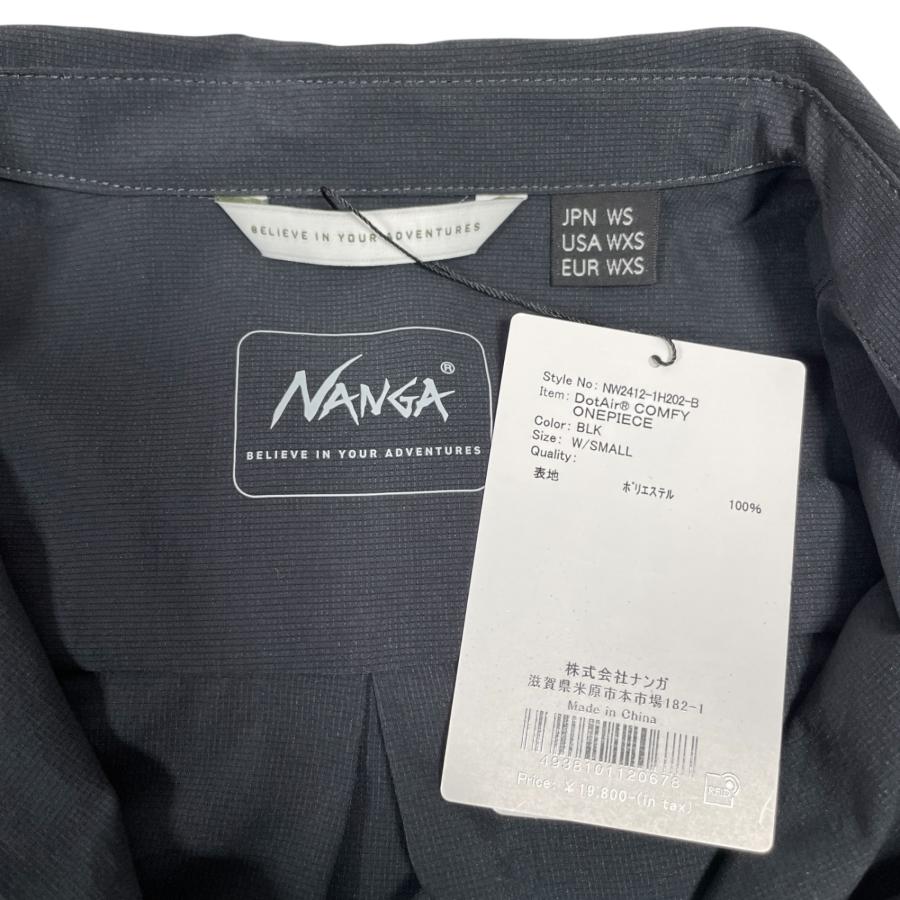 BELIEVE IN YOUR ADVENTURES
JPN WS
USA WXS
EUR WXS
NANGA®
BELIEVE IN YOUR ADVENTURES
Style No: NW2412-1H202-B
Item: DotAir® COMFY
ONEPIECE
Color: BLK
Size: W/SMALL
Quality:
表地 ポリエステル 100%
株式会社ナンガ
滋賀県米原市本市場182-1
Made in China
4938101120678
Price: ¥19,800-(in tax)
RFID